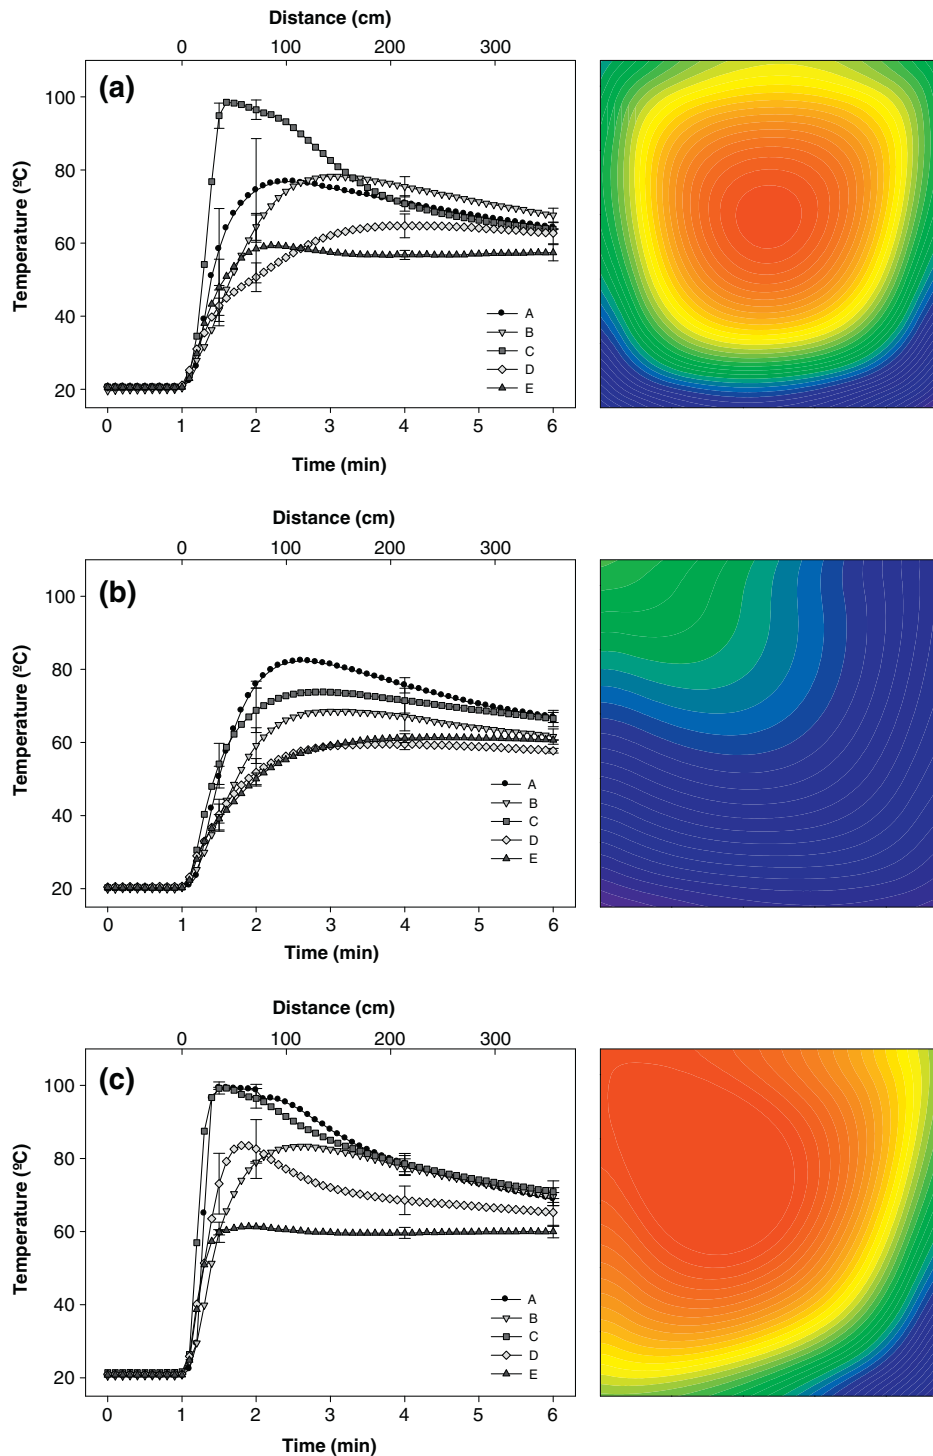 Distance (cm)
0 100 200 300
(a)
Temperature (ºC)
100
80
60
40
20
A
B
C
D
E
0 1 2 3 4 5 6
Time (min)
Distance (cm)
0 100 200 300
(b)
Temperature (ºC)
100
80
60
40
20
A
B
C
D
E
0 1 2 3 4 5 6
Time (min)
Distance (cm)
0 100 200 300
(c)
Temperature (ºC)
100
80
60
40
20
A
B
C
D
E
0 1 2 3 4 5 6
Time (min)